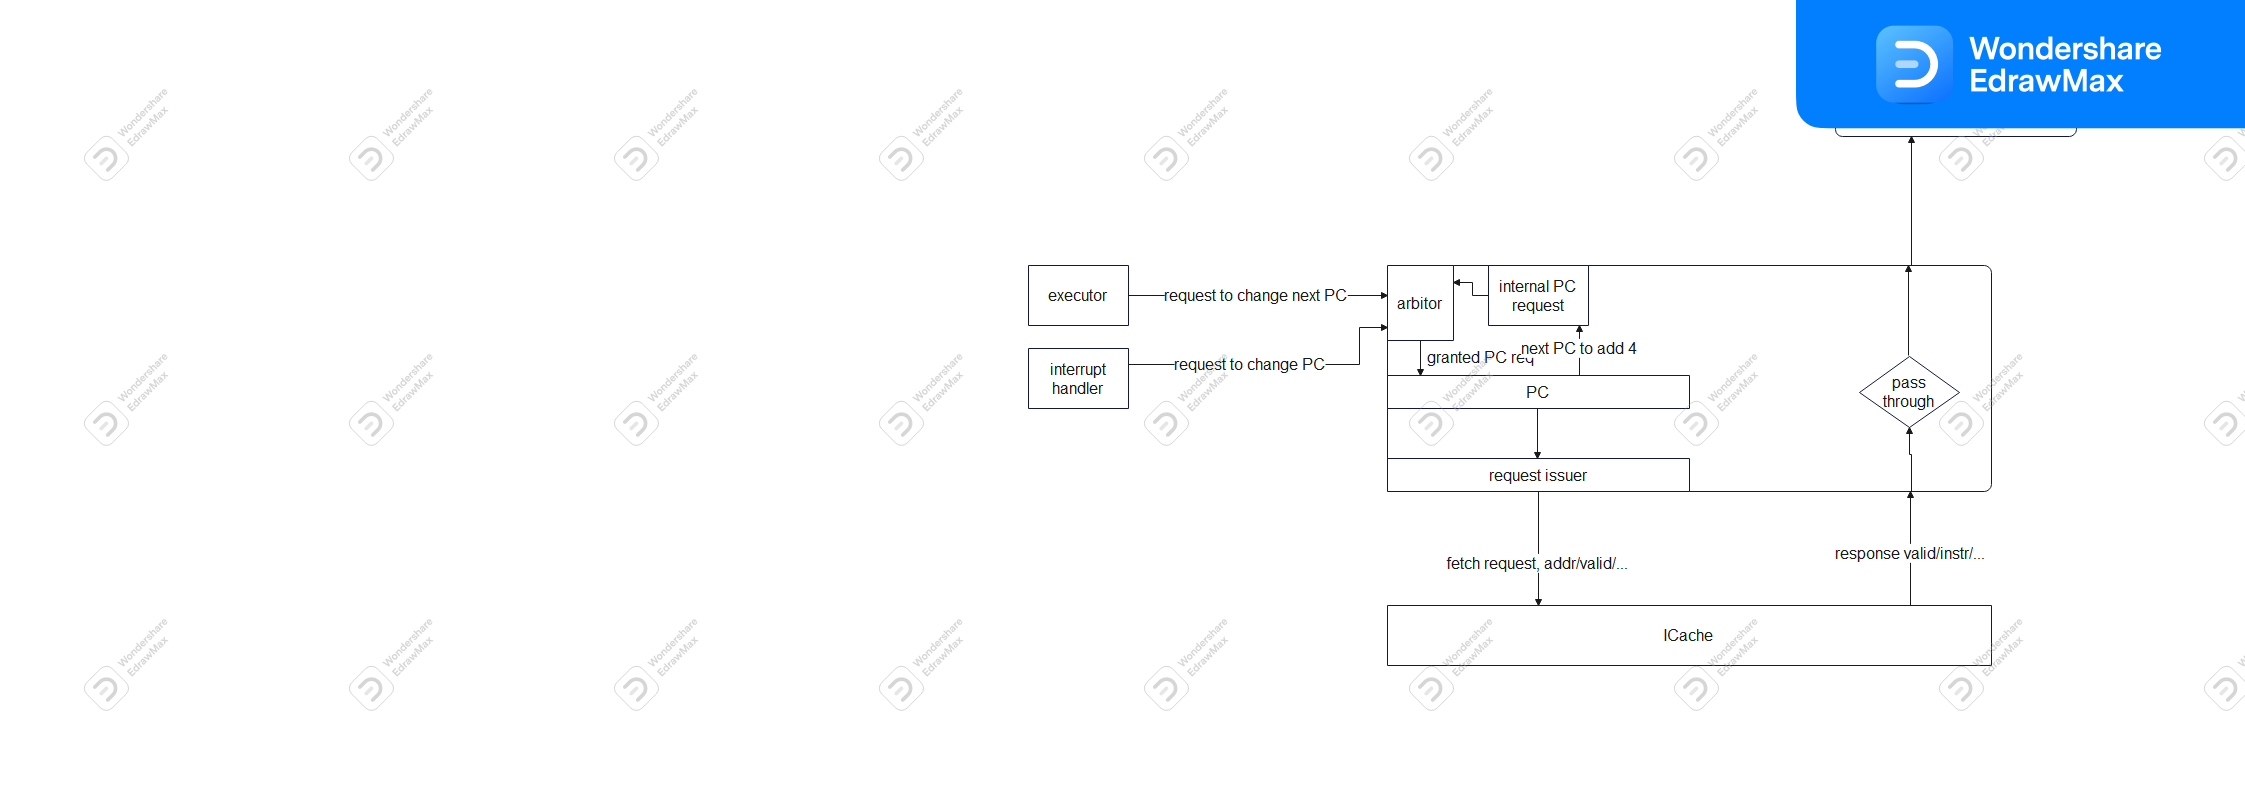 Wondershare
EdrawMax
executor
request to change next PC
arbitor
internal PC
request
interrupt
handler
request to change PC
granted PC req
next PC to add 4
PC
pass
through
request issuer
fetch request, addr/valid/...
response valid/instr/...
ICache